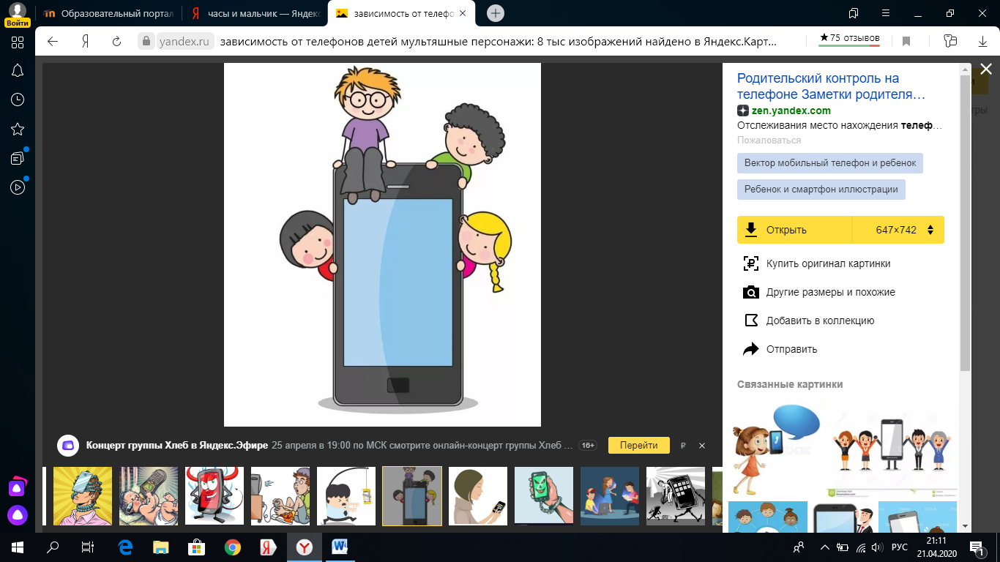 Образовательный портал
часы и мальчик — Яндекс
зависимость от телефо
Войти
Я
yandex.ru
зависимость от телефонов детей мультяшные персонажи: 8 тыс изображений найдено в Яндекс.Карт...
★75 отзывов
Родительский контроль на
телефоне Заметки родителя…
zen.yandex.com
Отслеживания место нахождения телеф…
Пожаловаться
Вектор мобильный телефон и ребенок
Ребенок и смартфон иллюстрации
Открыть
647×742
Купить оригинал картинки
Другие размеры и похожие
Добавить в коллекцию
Отправить
Связанные картинки
Концерт группы Хлеб в Яндекс.Эфире 25 апреля в 19:00 по МСК смотрите онлайн-концерт группы Хлеб ...
16+
Перейти
₽
РУС
21:11
21.04.2020
1